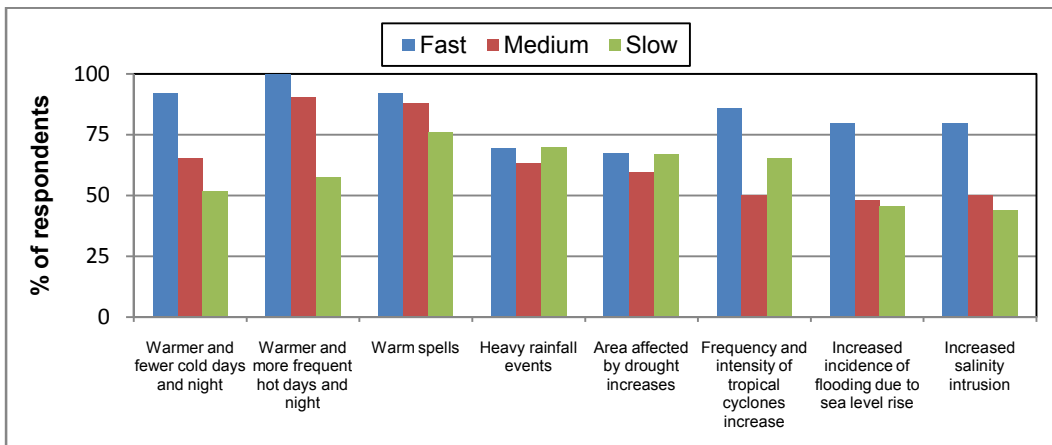 Fast Medium Slow
% of respondents
100
75
50
25
0
Warmer and
fewer cold days
and night
Warmer and
more frequent
hot days and
night
Warm spells
Heavy rainfall
events
Area affected
by drought
increases
Frequency and
intensity of
tropical
cyclones
increase
Increased
incidence of
flooding due to
sea level rise
Increased
salinity
intrusion